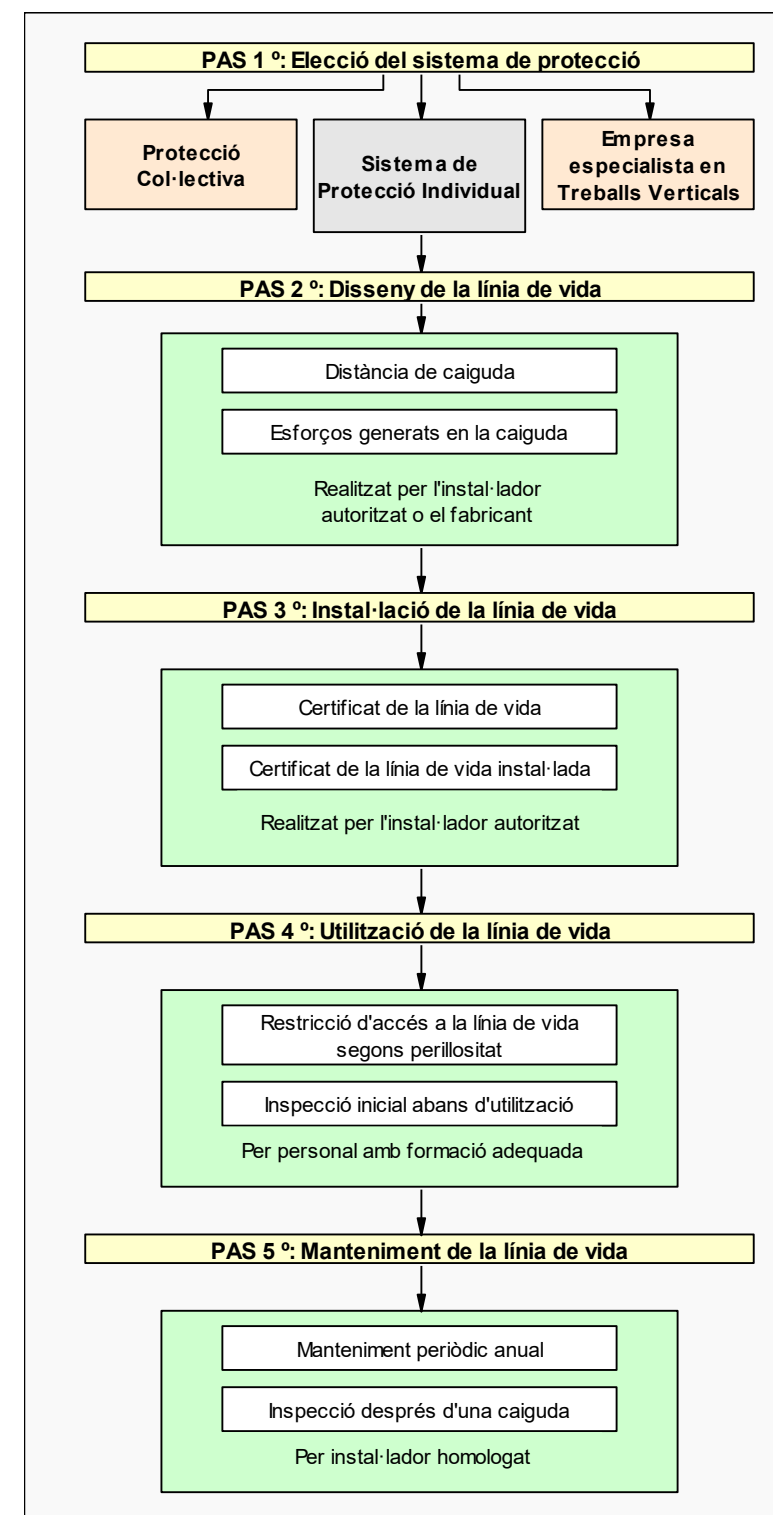 PAS 1 º: Elecció del sistema de protecció
Protecció
Col·lectiva
Sistema de
Protecció Individual
Empresa
especialista en
Treballs Verticals
PAS 2 º: Disseny de la línia de vida
Distància de caiguda
Esforços generats en la caiguda
Realitzat per l'instal·lador
autoritzat o el fabricant
PAS 3 º: Instal·lació de la línia de vida
Certificat de la línia de vida
Certificat de la línia de vida instal·lada
Realitzat per l'instal·lador autoritzat
PAS 4 º: Utilització de la línia de vida
Restricció d'accés a la línia de vida
segons perillositat
Inspecció inicial abans d'utilització
Per personal amb formació adequada
PAS 5 º: Manteniment de la línia de vida
Manteniment periòdic anual
Inspecció després d'una caiguda
Per instal·lador homologat